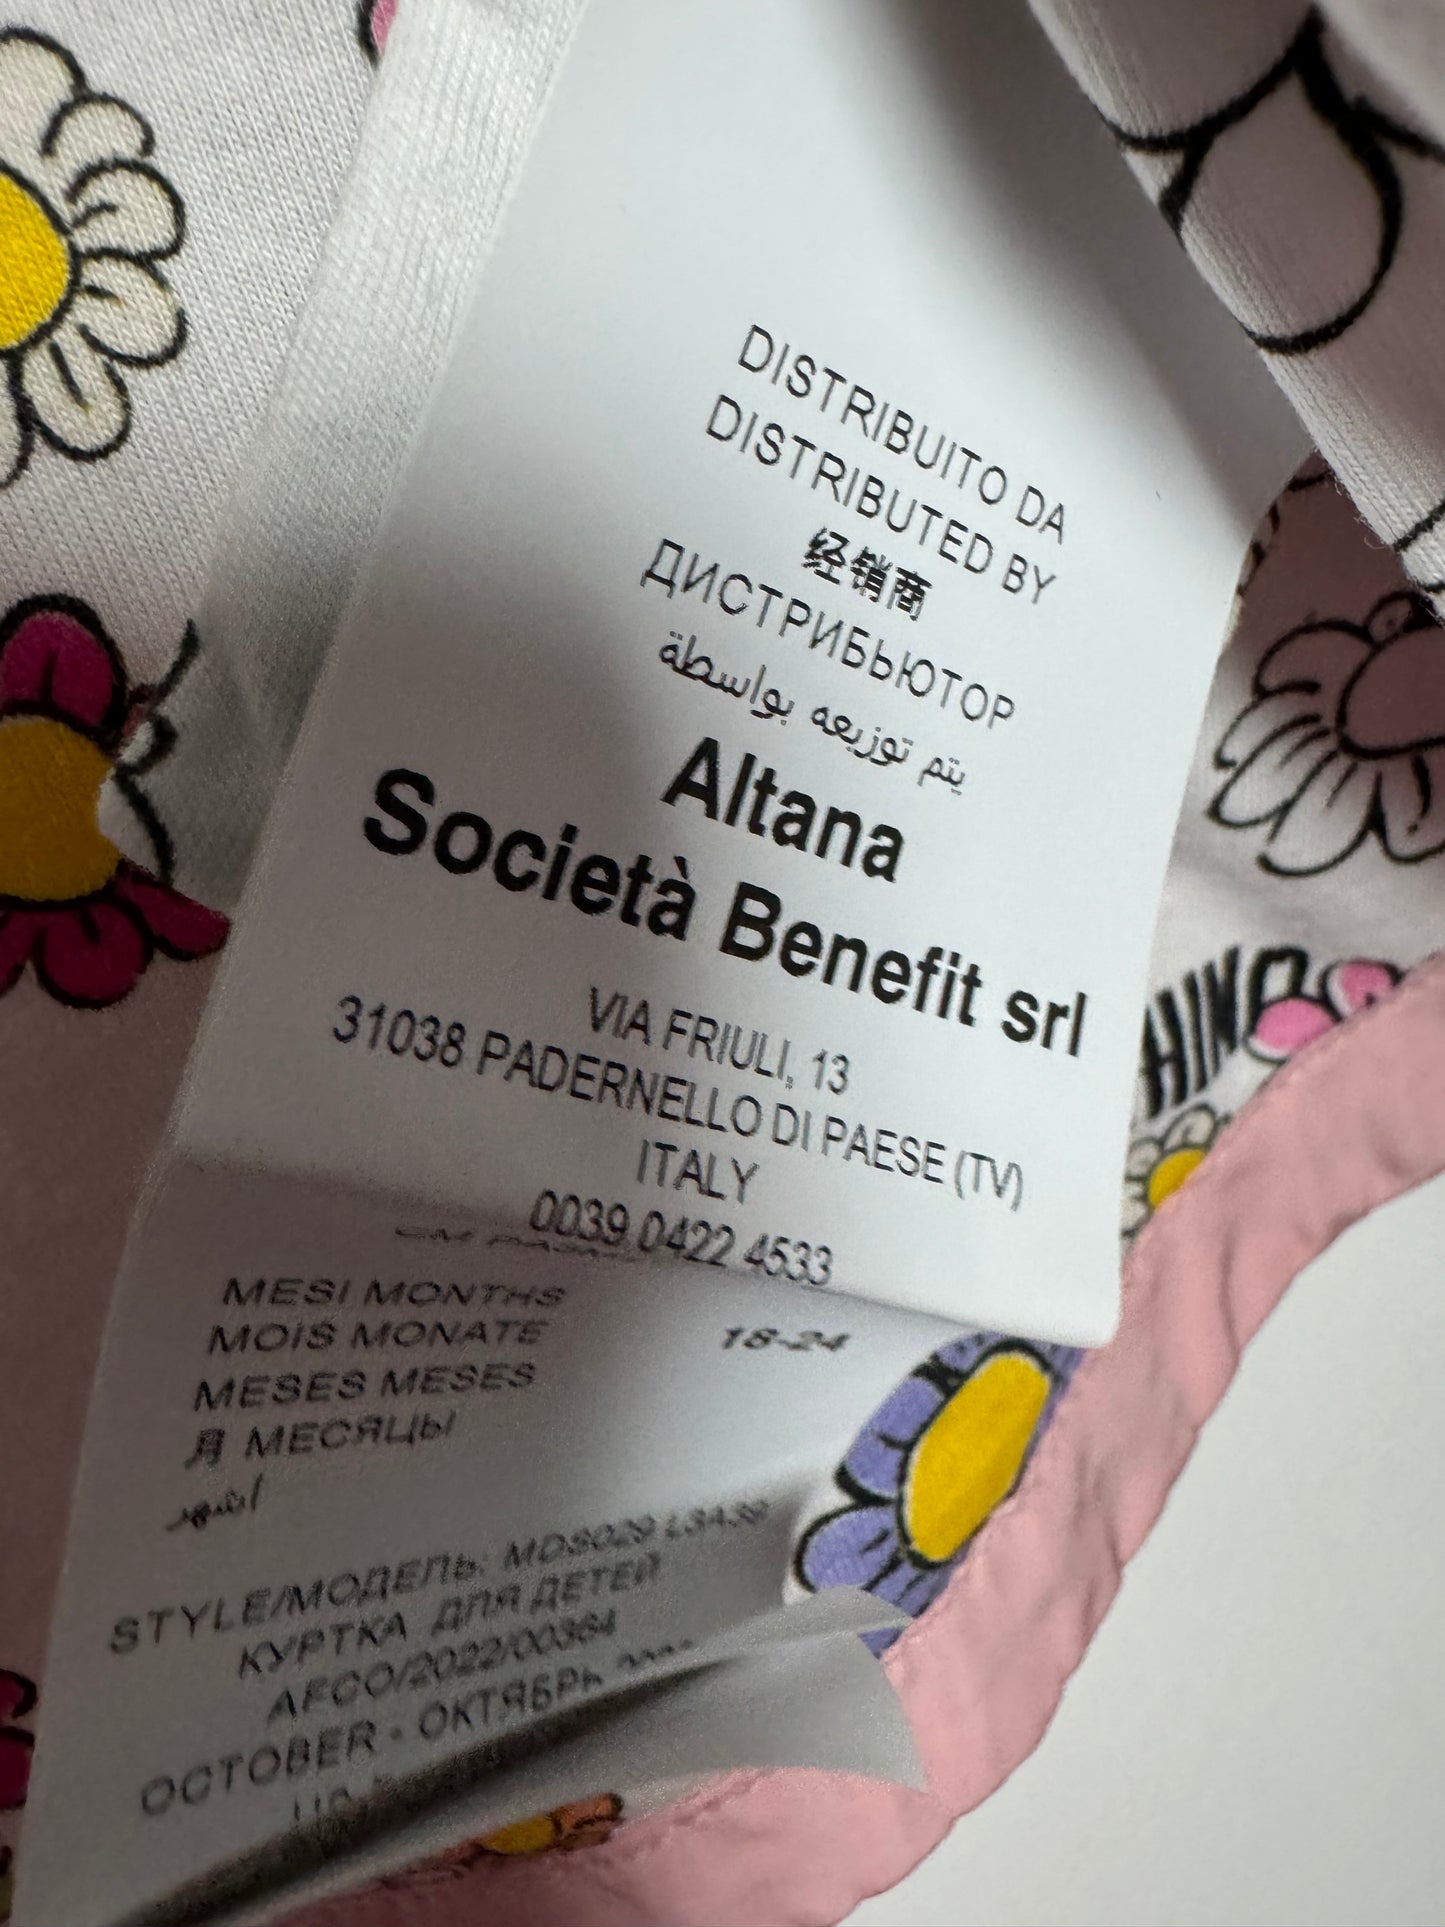 DISTRIBUITO DA
DISTRIBUTED BY
经销商
ДИСТРИБЬЮТОР
يتم توزيعه بواسطة
Altana
Società Benefit srl
VIA FRIULI, 13
31038 PADERNELLO DI PAESE (TV)
ITALY
0039 0422 4533
MESI MONTHS
MOIS MONATE
18-24
MESES MESES
月 МЕСЯЦЫ
اشهر
STYLE/МОДЕЛЬ: MDS029
КУРТКА ДЛЯ ДЕТЕЙ
AFCO/2022/00364
OCTOBER - ОКТЯБРЬ